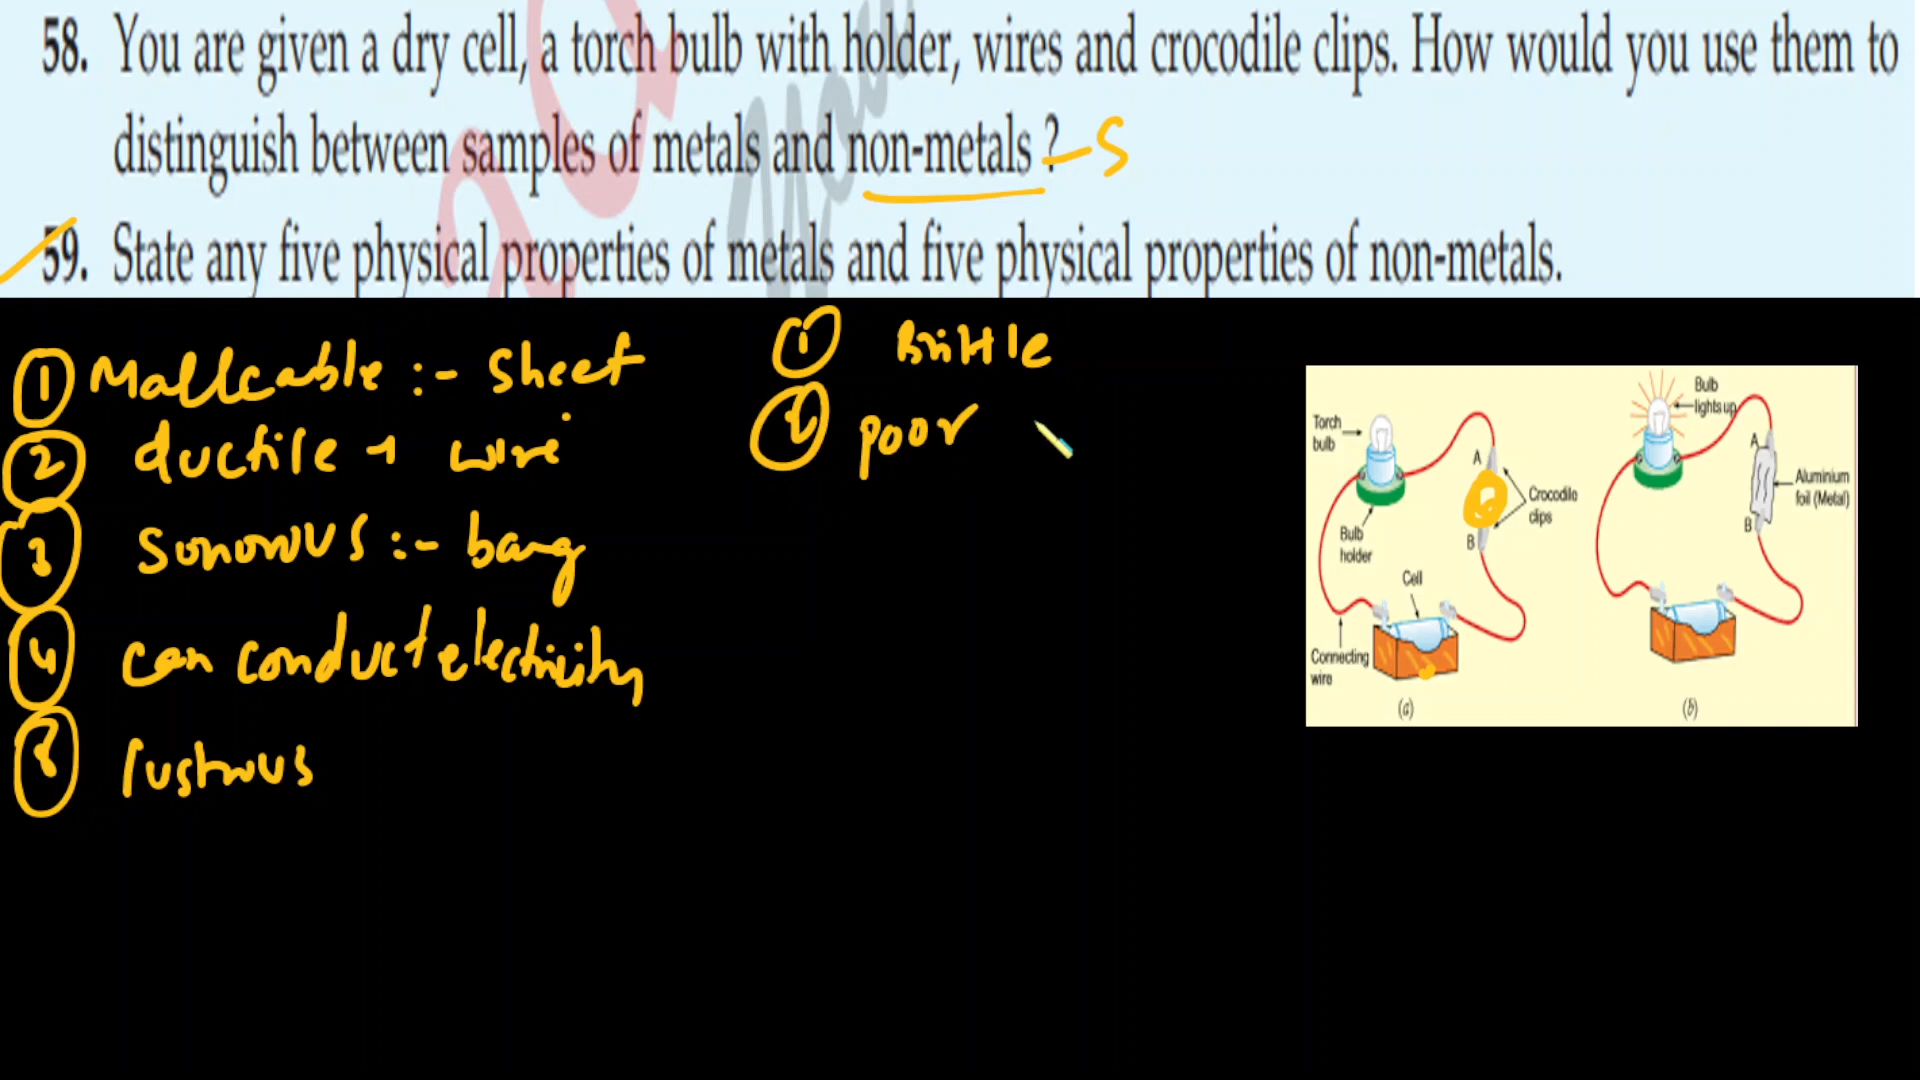 58. You are given a dry cell, a torch bulb with holder, wires and crocodile clips. How would you use them to
distinguish between samples of metals and non-metals ? – S
59. State any five physical properties of metals and five physical properties of non-metals.
① Malleable :- sheet
② ductile → wire
③ Sonorous :- bang
④ can conduct electricity
⑤ lustrous
① Brittle
② poor
Torch
bulb
A
Crocodile
clips
B
Bulb
holder
Cell
Connecting
wire
(a)
Bulb
lights up
A
Aluminium
foil (Metal)
B
(b)